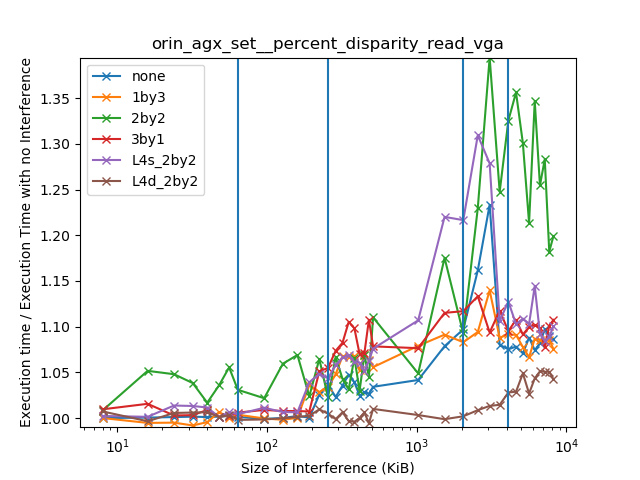 orin_agx_set__percent_disparity_read_vga
Execution time / Execution Time with no Interference
1.35
1.30
1.25
1.20
1.15
1.10
1.05
1.00
none
1by3
2by2
3by1
L4s_2by2
L4d_2by2
10¹
10²
10³
10⁴
Size of Interference (KiB)